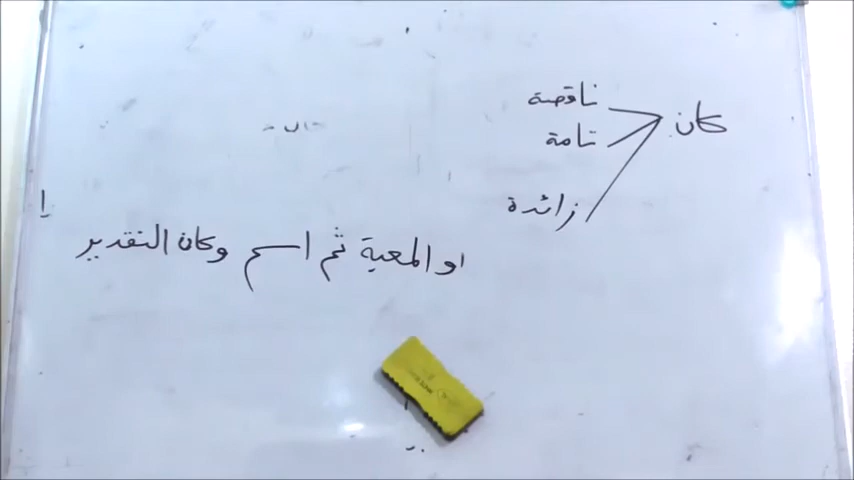 كان
ناقصة
تامة
زائدة
او المعية ثم اسم وكان التقدير